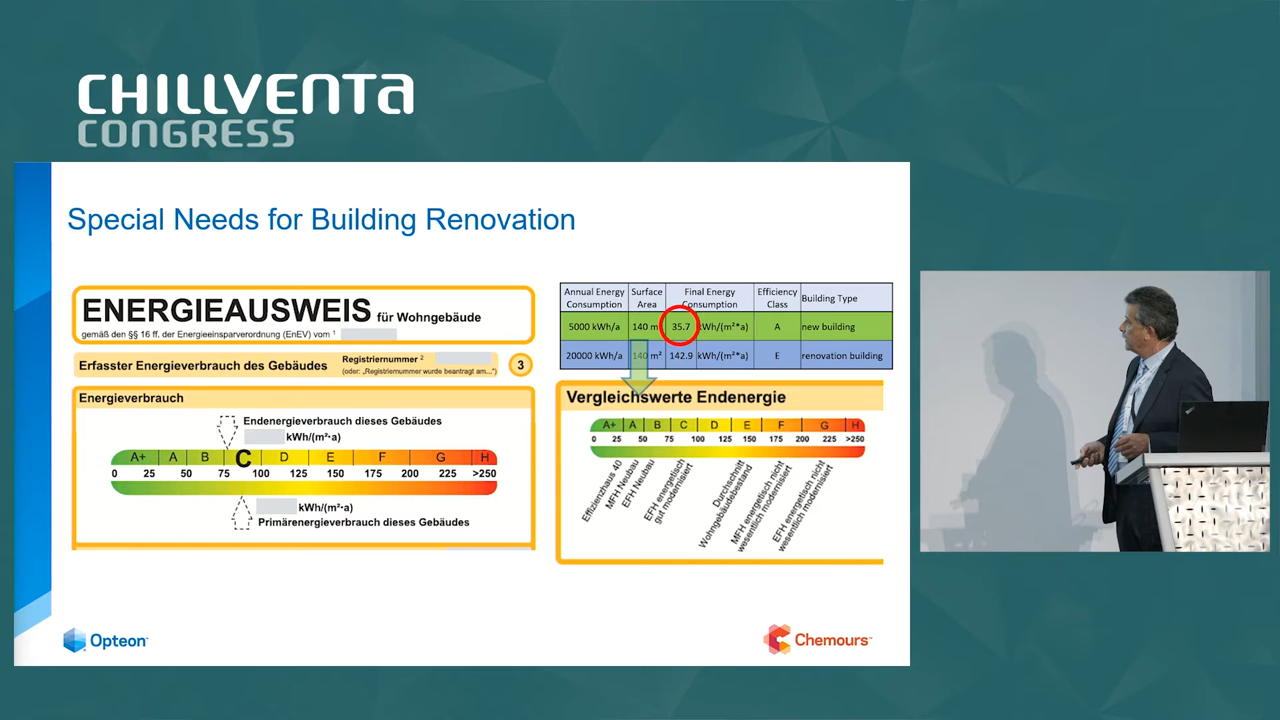 CHILLVENTA
CONGRESS
Special Needs for Building Renovation
ENERGIEAUSWEIS für Wohngebäude
gemäß den §§ 16 ff. der Energieeinsparverordnung (EnEV) vom ¹
Erfasster Energieverbrauch des Gebäudes
Registriernummer ²
(oder: „Registriernummer wurde beantragt am...")
3
Energieverbrauch
Endenergieverbrauch dieses Gebäudes
kWh/(m²·a)
A+ A B C D E F G H
0 25 50 75 100 125 150 175 200 225 >250
kWh/(m²·a)
Primärenergieverbrauch dieses Gebäudes
Annual Energy Consumption Surface Area Final Energy Consumption Efficiency Class Building Type
5000 kWh/a 140 m² 35.7 kWh/(m²*a) A new building
20000 kWh/a 140 m² 142.9 kWh/(m²*a) E renovation building
Vergleichswerte Endenergie
A+ A B C D E F G H
0 25 50 75 100 125 150 175 200 225 >250
Effizienzhaus 40
MFH Neubau
EFH Neubau
EFH energetisch
gut modernisiert
Durchschnitt
Wohngebäudebestand
MFH energetisch nicht
wesentlich modernisiert
EFH energetisch nicht
wesentlich modernisiert
Opteon™
Chemours™